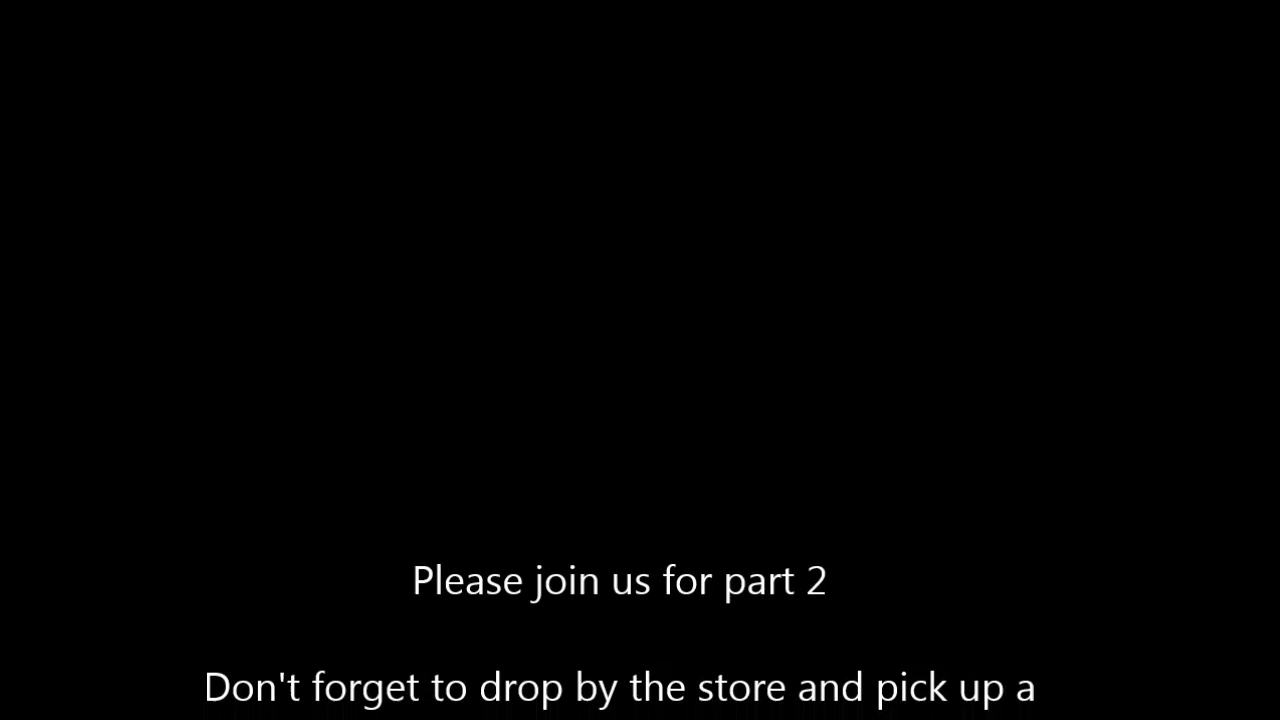 Please join us for part 2
Don't forget to drop by the store and pick up a